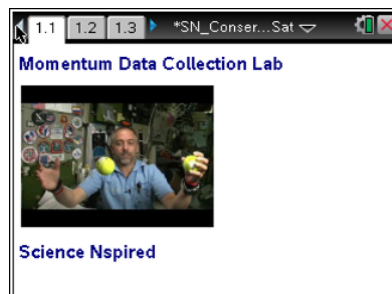 1.1 1.2 1.3 *SN_Conser...Sat
Momentum Data Collection Lab
Science Nspired